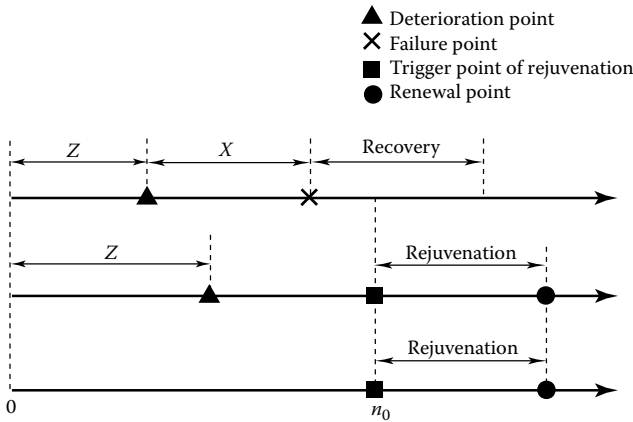 Deterioration point
Failure point
Trigger point of rejuvenation
Renewal point
Z
X
Recovery
Z
Rejuvenation
Rejuvenation
0
n₀